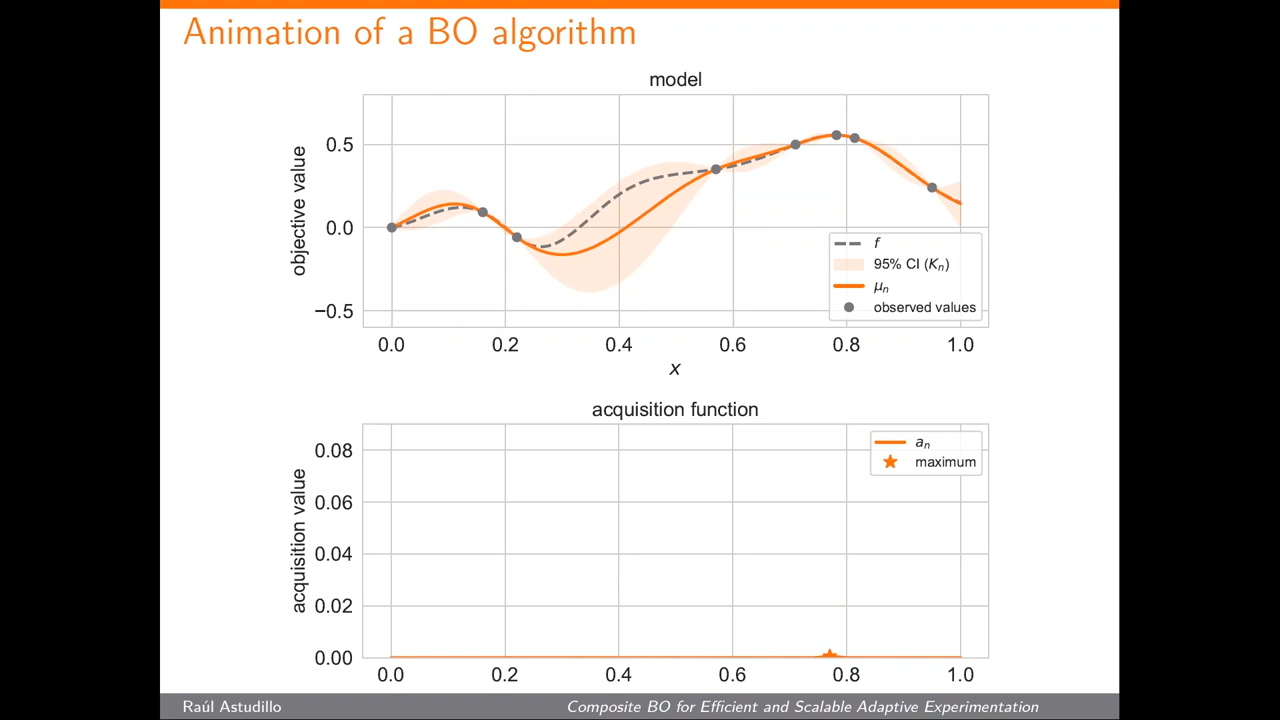 Animation of a BO algorithm
model
objective value
0.5
0.0
−0.5
f
95% CI (Kn)
μn
observed values
0.0 0.2 0.4 0.6 0.8 1.0
x
acquisition function
acquisition value
0.08
0.06
0.04
0.02
0.00
an
maximum
0.0 0.2 0.4 0.6 0.8 1.0
Raúl Astudillo
Composite BO for Efficient and Scalable Adaptive Experimentation